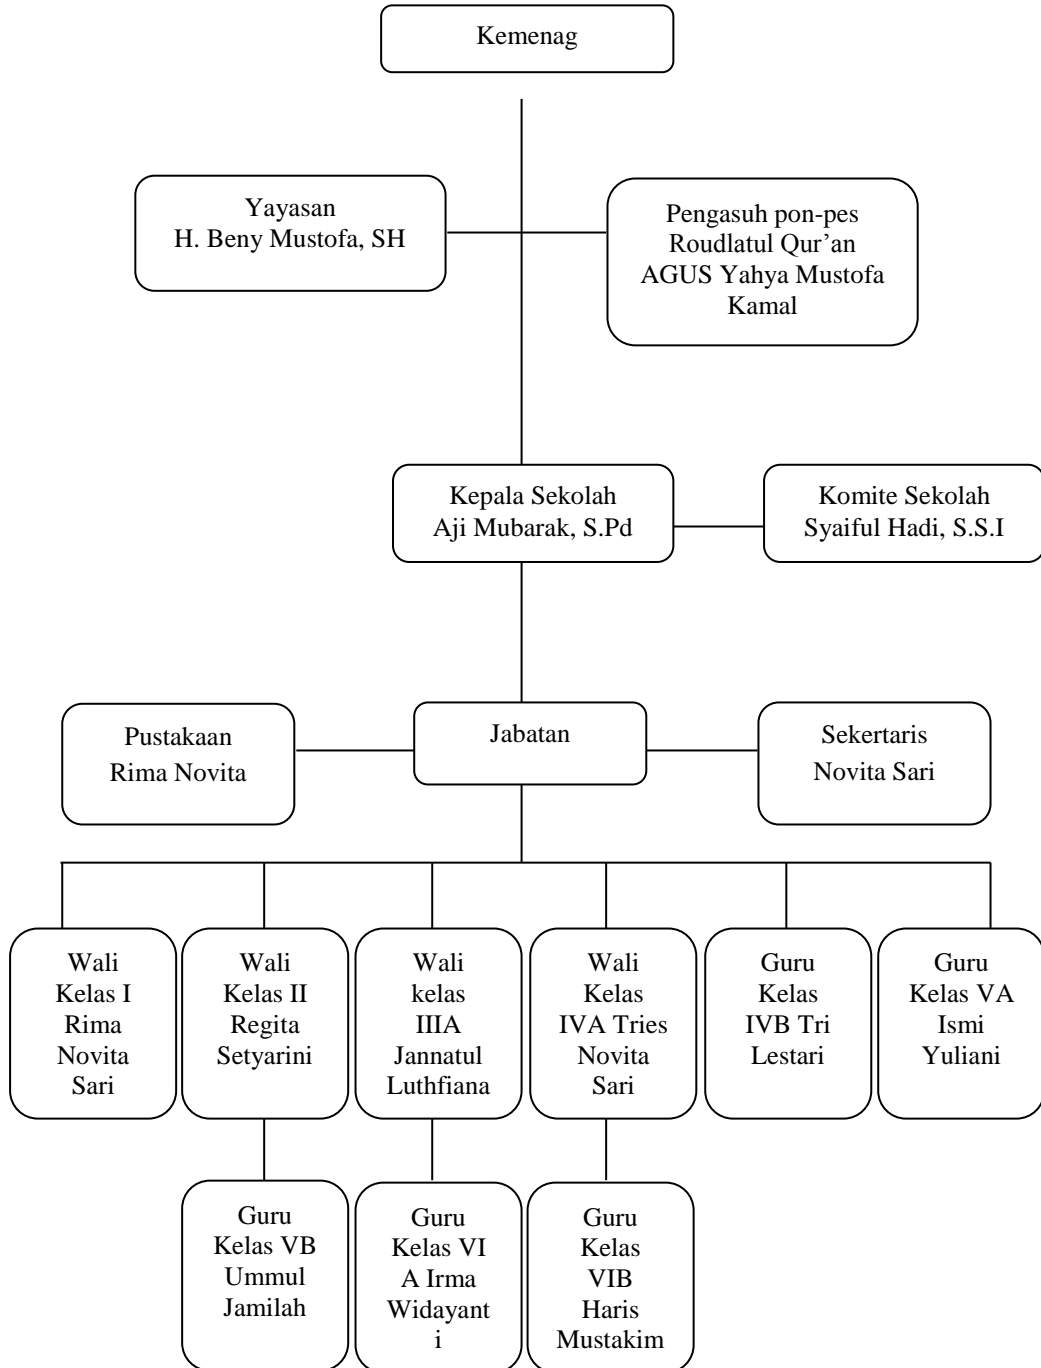 Kemenag
Yayasan
H. Beny Mustofa, SH
Pengasuh pon-pes
Roudlatul Qur’an
AGUS Yahya Mustofa
Kamal
Kepala Sekolah
Aji Mubarak, S.Pd
Komite Sekolah
Syaiful Hadi, S.S.I
Pustakaan
Rima Novita
Jabatan
Sekertaris
Novita Sari
Wali
Kelas I
Rima
Novita
Sari
Wali
Kelas II
Regita
Setyarini
Wali
kelas
IIIA
Jannatul
Luthfiana
Wali
Kelas
IVA Tries
Novita
Sari
Guru
Kelas
IVB Tri
Lestari
Guru
Kelas VA
Ismi
Yuliani
Guru
Kelas VB
Ummul
Jamilah
Guru
Kelas VI
A Irma
Widayant
i
Guru
Kelas
VIB
Haris
Mustakim